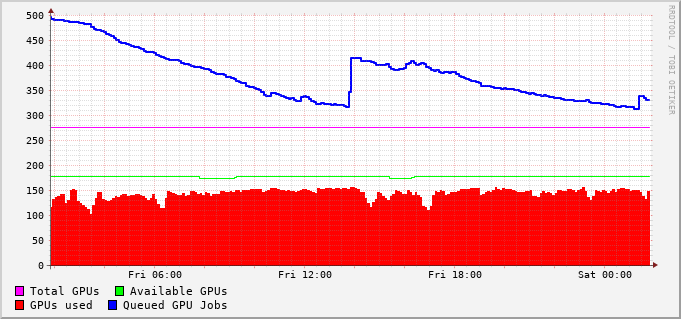 500
450
400
350
300
250
200
150
100
50
0
Fri 06:00 Fri 12:00 Fri 18:00 Sat 00:00
Total GPUs Available GPUs
GPUs used Queued GPU Jobs
RRDTOOL / TOBI OETIKER